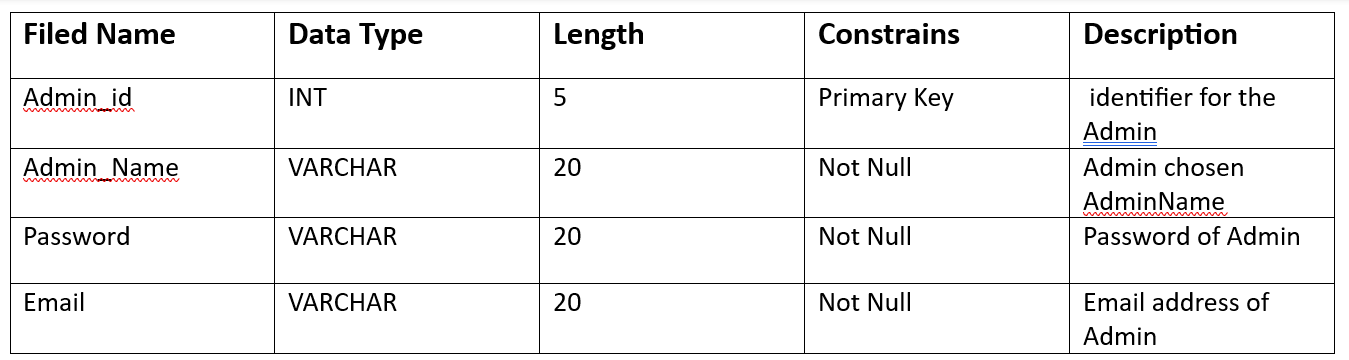 Filed Name Data Type Length Constrains Description
Admin_id INT 5 Primary Key identifier for the
Admin
Admin_Name VARCHAR 20 Not Null Admin chosen
AdminName
Password VARCHAR 20 Not Null Password of Admin
Email VARCHAR 20 Not Null Email address of
Admin